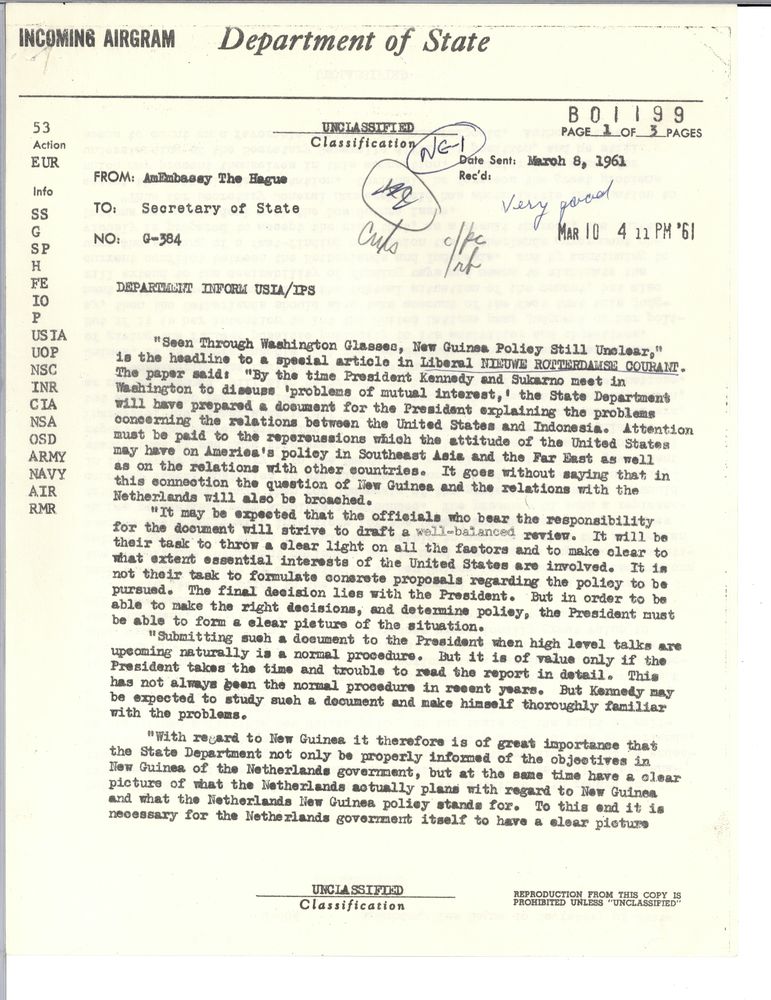 INCOMING AIRGRAM Department of State
UNCLASSIFIED
Classification
B01199
PAGE 1 OF 3 PAGES
NG-1
Date Sent: March 8, 1961
Rec'd:
Very good
MAR 10 4 11 PM '61
53
Action
EUR
Info
SS
G
SP
H
FE
IO
P
USIA
UOP
NSC
INR
CIA
NSA
OSD
ARMY
NAVY
AIR
RMR
FROM: AmEmbassy The Hague
TO: Secretary of State
NO: G-384
DEPARTMENT INFORM USIA/IPS
"Seen Through Washington Glasses, New Guinea Policy Still Unclear,"
is the headline to a special article in Liberal NIEUWE ROTTERDAMSE COURANT.
The paper said: "By the time President Kennedy and Sukarno meet in
Washington to discuss 'problems of mutual interest,' the State Department
will have prepared a document for the President explaining the problems
concerning the relations between the United States and Indonesia. Attention
must be paid to the repercussions which the attitude of the United States
may have on America's policy in Southeast Asia and the Far East as well
as on the relations with other countries. It goes without saying that in
this connection the question of New Guinea and the relations with the
Netherlands will also be broached.
"It may be expected that the officials who bear the responsibility
for the document will strive to draft a well-balanced review. It will be
their task to throw a clear light on all the factors and to make clear to
what extent essential interests of the United States are involved. It is
not their task to formulate concrete proposals regarding the policy to be
pursued. The final decision lies with the President. But in order to be
able to make the right decisions, and determine policy, the President must
be able to form a clear picture of the situation.
"Submitting such a document to the President when high level talks are
upcoming naturally is a normal procedure. But it is of value only if the
President takes the time and trouble to read the report in detail. This
has not always been the normal procedure in recent years. But Kennedy may
be expected to study such a document and make himself thoroughly familiar
with the problems.
"With regard to New Guinea it therefore is of great importance that
the State Department not only be properly informed of the objectives in
New Guinea of the Netherlands government, but at the same time have a clear
picture of what the Netherlands actually plans with regard to New Guinea
and what the Netherlands New Guinea policy stands for. To this end it is
necessary for the Netherlands government itself to have a clear picture
UNCLASSIFIED
Classification
REPRODUCTION FROM THIS COPY IS
PROHIBITED UNLESS "UNCLASSIFIED"